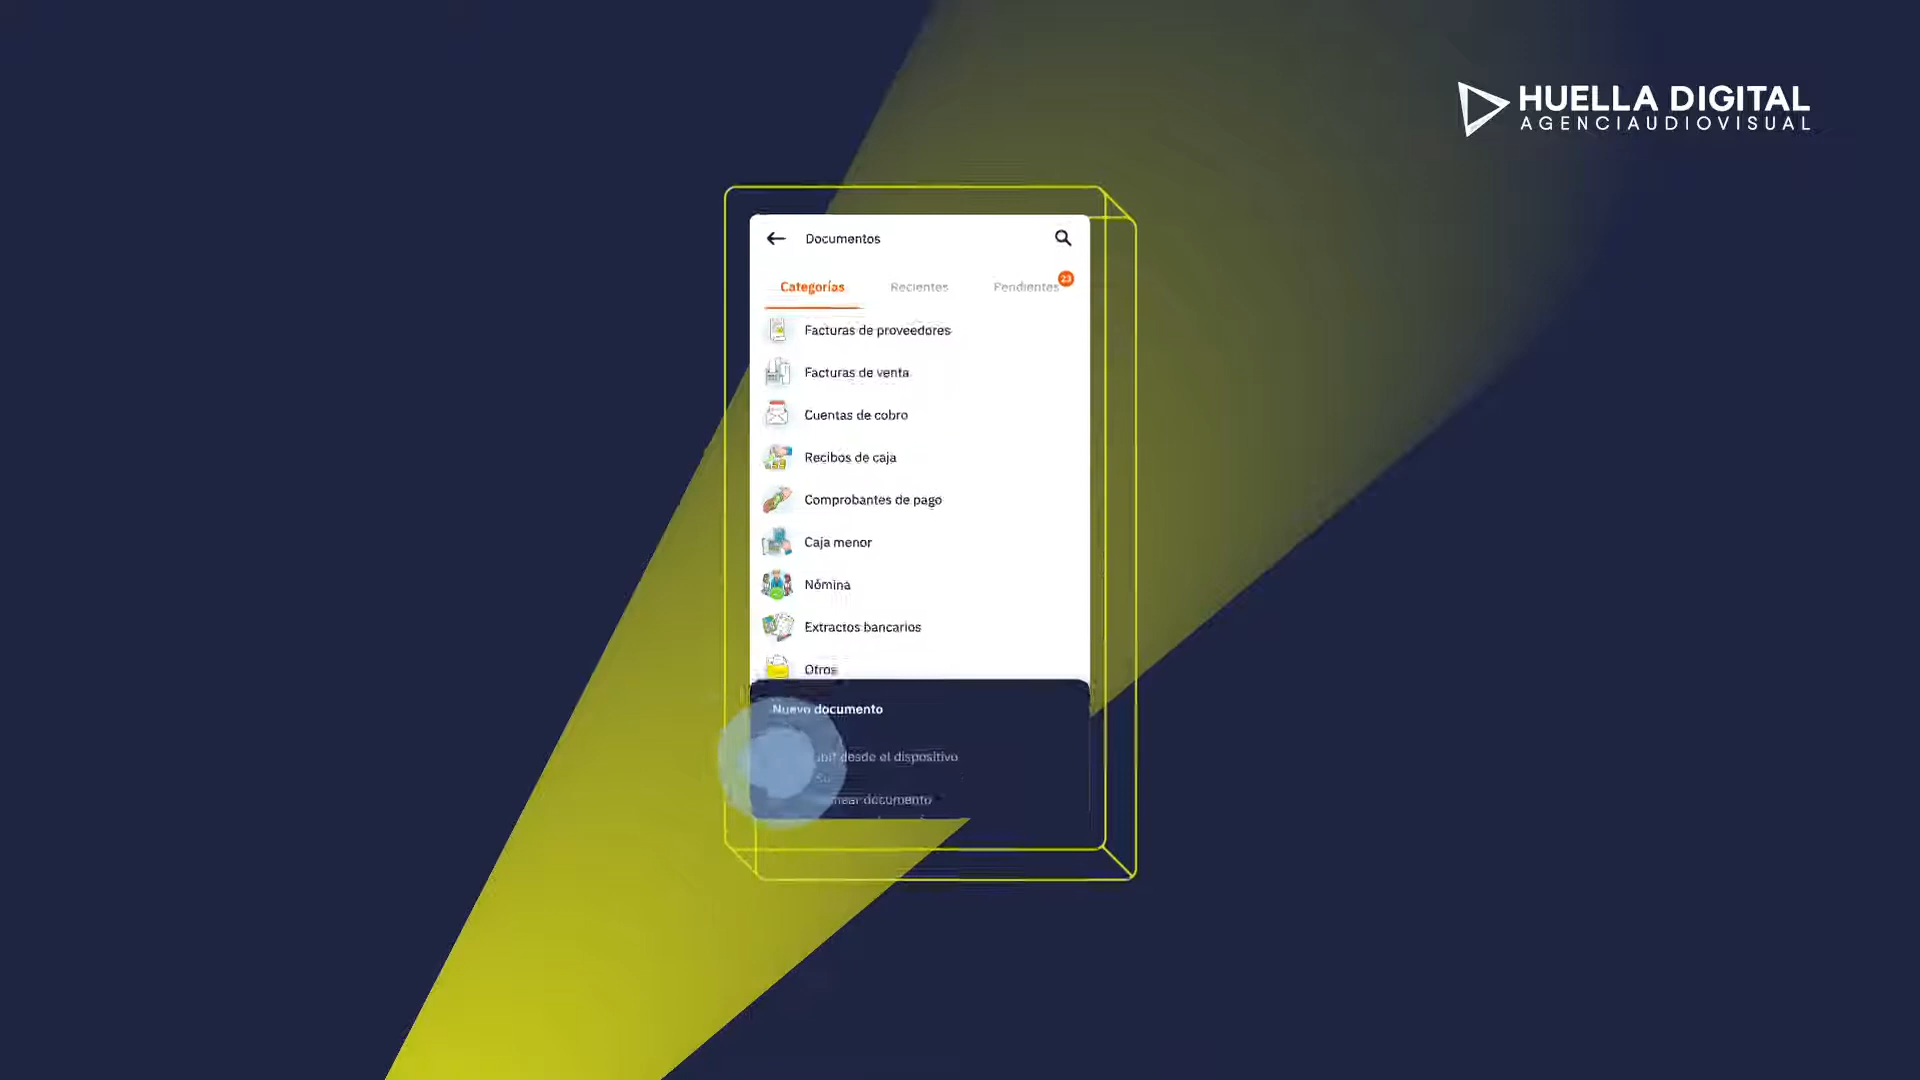 HUELLA DIGITAL
AGENCIAUDIOVISUAL
Documentos
Categorías Recientes Pendientes 23
Facturas de proveedores
Facturas de venta
Cuentas de cobro
Recibos de caja
Comprobantes de pago
Caja menor
Nómina
Extractos bancarios
Otros
Nuevo documento
desde el dispositivo
documento